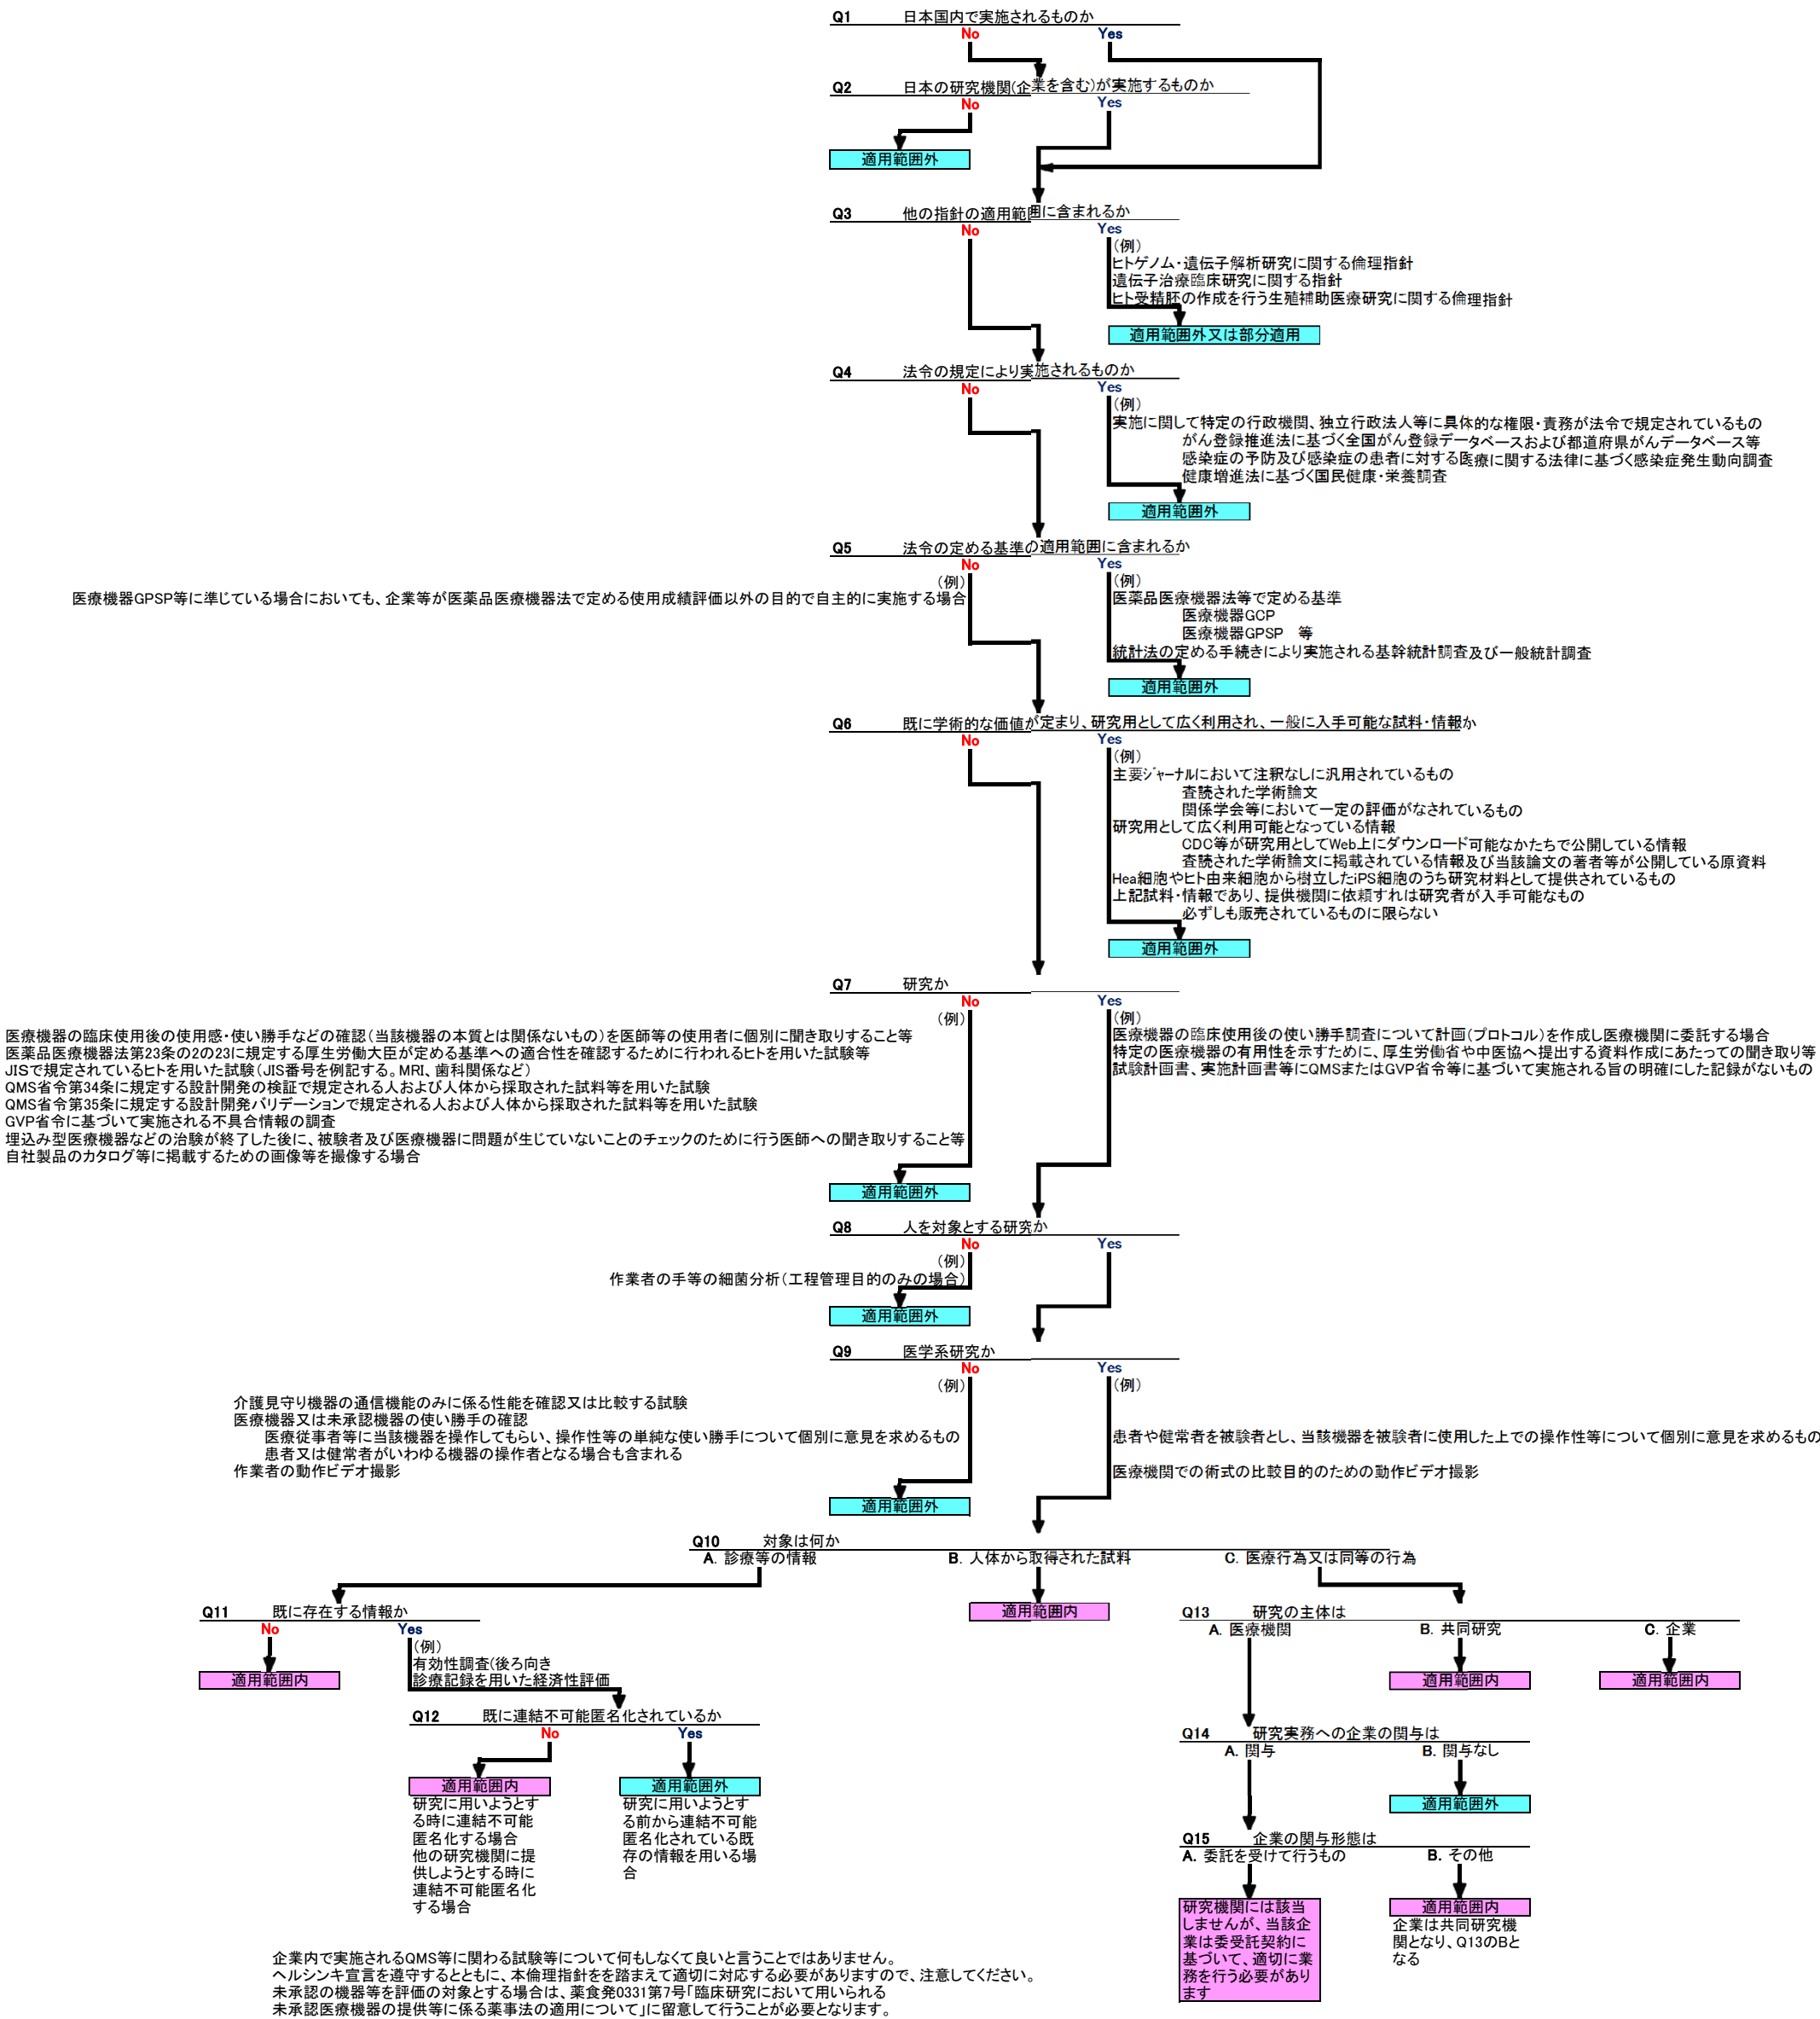 Q1 日本国内で実施されるものか
No Yes
Q2 日本の研究機関(企業を含む)が実施するものか
No Yes
適用範囲外
Q3 他の指針の適用範囲に含まれるか
No Yes
(例)
ヒトゲノム・遺伝子解析研究に関する倫理指針
遺伝子治療臨床研究に関する指針
ヒト受精胚の作成を行う生殖補助医療研究に関する倫理指針
適用範囲外又は部分適用
Q4 法令の規定により実施されるものか
No Yes
(例)
実施に関して特定の行政機関、独立行政法人等に具体的な権限・責務が法令で規定されているもの
がん登録推進法に基づく全国がん登録データベースおよび都道府県がんデータベース等
感染症の予防及び感染症の患者に対する医療に関する法律に基づく感染症発生動向調査
健康増進法に基づく国民健康・栄養調査
適用範囲外
Q5 法令の定める基準の適用範囲に含まれるか
No Yes
(例)
医療機器GPSP等に準じている場合においても、企業等が医薬品医療機器法で定める使用成績評価以外の目的で自主的に実施する場合
(例)
医薬品医療機器法等で定める基準
医療機器GCP
医療機器GPSP 等
統計法の定める手続きにより実施される基幹統計調査及び一般統計調査
適用範囲外
Q6 既に学術的な価値が定まり、研究用として広く利用され、一般に入手可能な試料・情報か
No Yes
(例)
主要ジャーナルにおいて注釈なしに汎用されているもの
査読された学術論文
関係学会等において一定の評価がなされているもの
研究用として広く利用可能となっている情報
CDC等が研究用としてWeb上にダウンロード可能なかたちで公開している情報
査読された学術論文に掲載されている情報及び当該論文の著者等が公開している原資料
Hea細胞やヒト由来細胞から樹立したiPS細胞のうち研究材料として提供されているもの
上記試料・情報であり、提供機関に依頼すれは研究者が入手可能なもの
必ずしも販売されているものに限らない
適用範囲外
Q7 研究か
No Yes
(例)
医療機器の臨床使用後の使用感・使い勝手などの確認(当該機器の本質とは関係ないもの)を医師等の使用者に個別に聞き取りすること等
医薬品医療機器法第23条の2の23に規定する厚生労働大臣が定める基準への適合性を確認するために行われるヒトを用いた試験等
JISで規定されているヒトを用いた試験(JIS番号を例記する。MRI、歯科関係など)
QMS省令第34条に規定する設計開発の検証で規定される人および人体から採取された試料等を用いた試験
QMS省令第35条に規定する設計開発バリデーションで規定される人および人体から採取された試料等を用いた試験
GVP省令に基づいて実施される不具合情報の調査
埋込み型医療機器などの治験が終了した後に、被験者及び医療機器に問題が生じていないことのチェックのために行う医師への聞き取りすること等
自社製品のカタログ等に掲載するための画像等を撮像する場合
(例)
医療機器の臨床使用後の使い勝手調査について計画(プロトコル)を作成し医療機関に委託する場合
特定の医療機器の有用性を示すために、厚生労働省や中医協へ提出する資料作成にあたっての聞き取り等
試験計画書、実施計画書等にQMSまたはGVP省令等に基づいて実施される旨の明確にした記録がないもの
適用範囲外
Q8 人を対象とする研究か
No Yes
(例)
作業者の手等の細菌分析(工程管理目的のみの場合)
適用範囲外
Q9 医学系研究か
No Yes
(例)
介護見守り機器の通信機能のみに係る性能を確認又は比較する試験
医療機器又は未承認機器の使い勝手の確認
医療従事者等に当該機器を操作してもらい、操作性等の単純な使い勝手について個別に意見を求めるもの
患者又は健常者がいわゆる機器の操作者となる場合も含まれる
作業者の動作ビデオ撮影
(例)
患者や健常者を被験者とし、当該機器を被験者に使用した上での操作性等について個別に意見を求めるもの
医療機関での術式の比較目的のための動作ビデオ撮影
適用範囲外
Q10 対象は何か
A. 診療等の情報 B. 人体から取得された試料 C. 医療行為又は同等の行為
適用範囲内
Q11 既に存在する情報か
No Yes
(例)
有効性調査(後ろ向き
診療記録を用いた経済性評価
適用範囲内
Q12 既に連結不可能匿名化されているか
No Yes
適用範囲内
研究に用いようとす
る時に連結不可能
匿名化する場合
他の研究機関に提
供しようとする時に
連結不可能匿名化
する場合
適用範囲外
研究に用いようとす
る前から連結不可能
匿名化されている既
存の情報を用いる場
合
Q13 研究の主体は
A. 医療機関 B. 共同研究 C. 企業
適用範囲内 適用範囲内
Q14 研究実務への企業の関与は
A. 関与 B. 関与なし
適用範囲外
Q15 企業の関与形態は
A. 委託を受けて行うもの B. その他
研究機関には該当
しませんが、当該企
業は委受託契約に
基づいて、適切に業
務を行う必要があり
ます
適用範囲内
企業は共同研究機
関となり、Q13のBと
なる
企業内で実施されるQMS等に関わる試験等について何もしなくて良いと言うことではありません。
ヘルシンキ宣言を遵守するとともに、本倫理指針をを踏まえて適切に対応する必要がありますので、注意してください。
未承認の機器等を評価の対象とする場合は、薬食発0331第7号「臨床研究において用いられる
未承認医療機器の提供等に係る薬事法の適用について」に留意して行うことが必要となります。